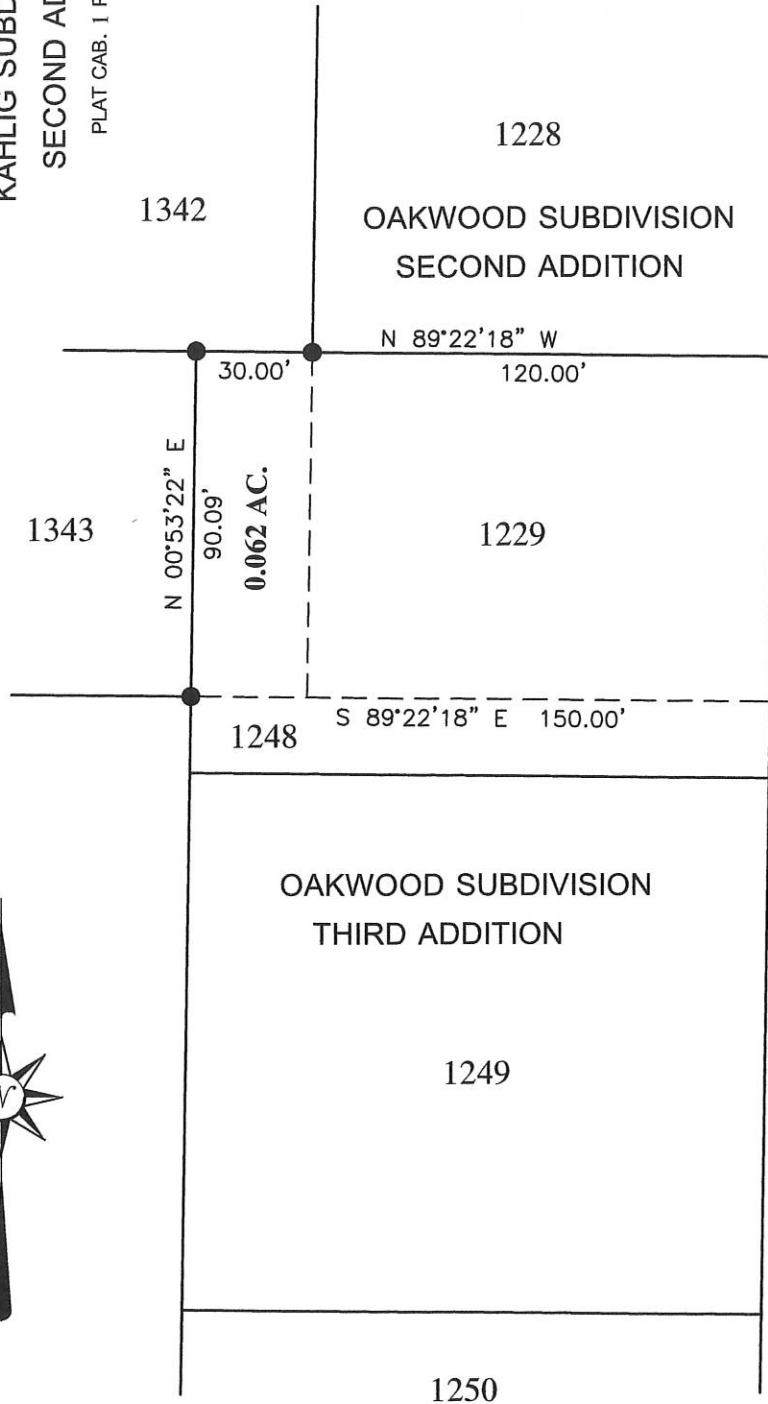 KAHLIG
SECOND
PLAT CAB. 1
1228
1342
OAKWOOD SUBDIVISION
SECOND ADDITION
N 89°22'18" W
30.00'
120.00'
N 00°53'22" E
90.09'
0.062 AC.
1343
1229
S 89°22'18" E 150.00'
1248
OAKWOOD SUBDIVISION
THIRD ADDITION
1249
N
1250